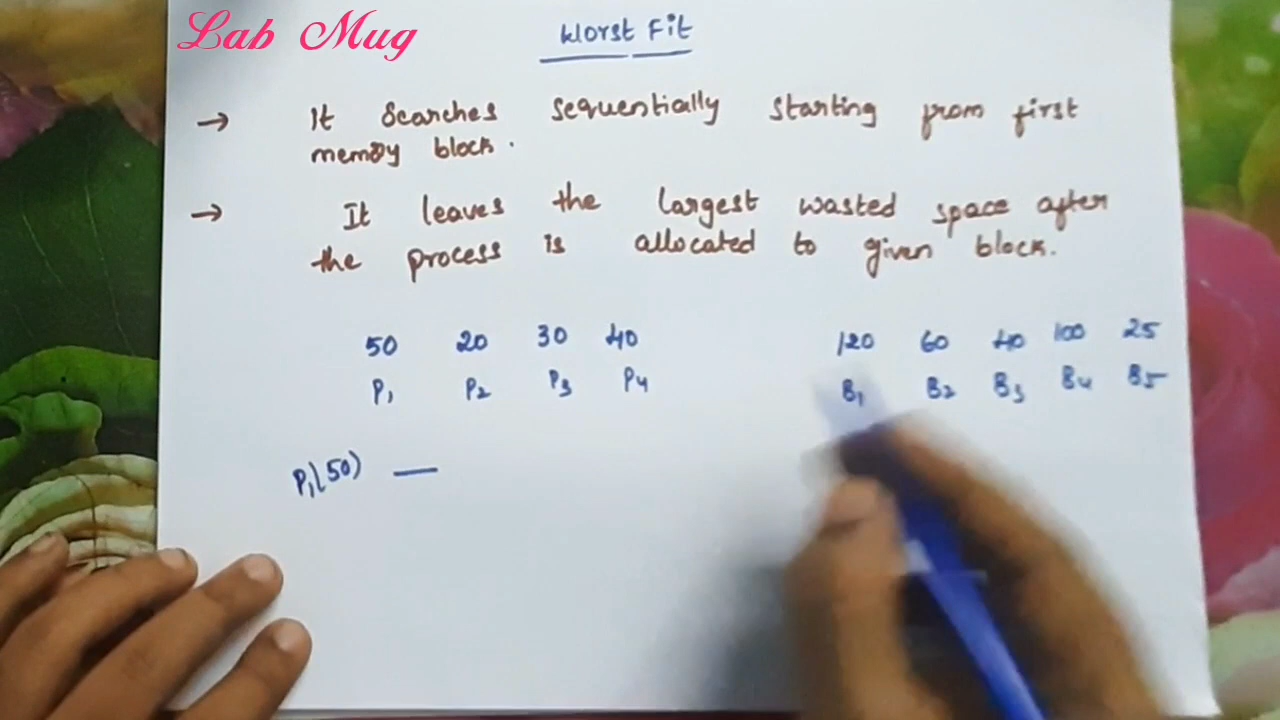 Lab Mug
Worst Fit
→ It Searches sequentially starting from first
memory block.
→ It leaves the largest wasted space after
the process is allocated to given block.
50 20 30 40 120 60 40 100 25
P1 P2 P3 P4 B1 B2 B3 B4 B5
P1(50) —